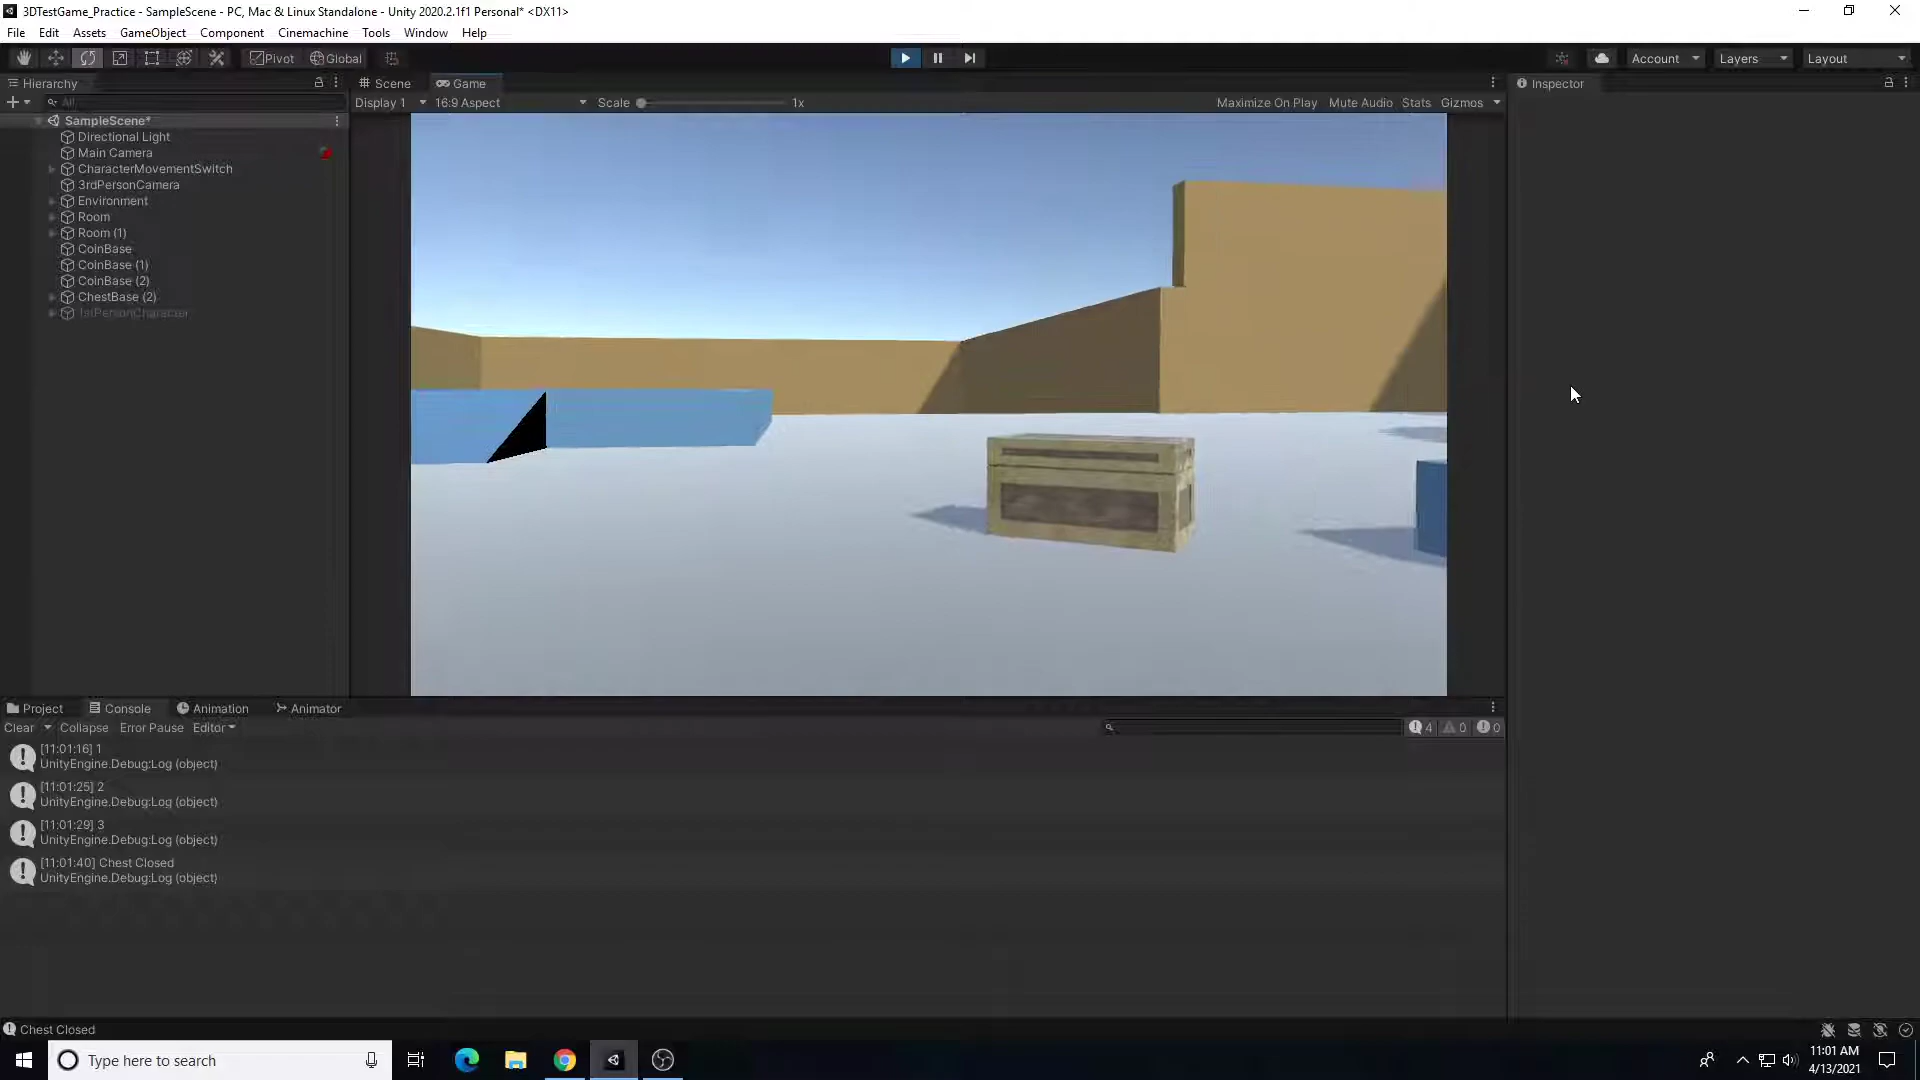 3DTestGame_Practice - SampleScene - PC, Mac & Linux Standalone - Unity 2020.2.1f1 Personal* <DX11>
File Edit Assets GameObject Component Cinemachine Tools Window Help
Pivot Global Account Layers Layout
Hierarchy Scene Game Inspector
All Display 1 16:9 Aspect Scale 1x Maximize On Play Mute Audio Stats Gizmos
SampleScene*
Directional Light
Main Camera
CharacterMovementSwitch
3rdPersonCamera
Environment
Room
Room (1)
CoinBase
CoinBase (1)
CoinBase (2)
ChestBase (2)
1stPersonCharacter
Project Console Animation Animator
Clear Collapse Error Pause Editor 4 0 0
[11:01:16] 1
UnityEngine.Debug:Log (object)
[11:01:25] 2
UnityEngine.Debug:Log (object)
[11:01:29] 3
UnityEngine.Debug:Log (object)
[11:01:40] Chest Closed
UnityEngine.Debug:Log (object)
Chest Closed
Type here to search
11:01 AM
4/13/2021